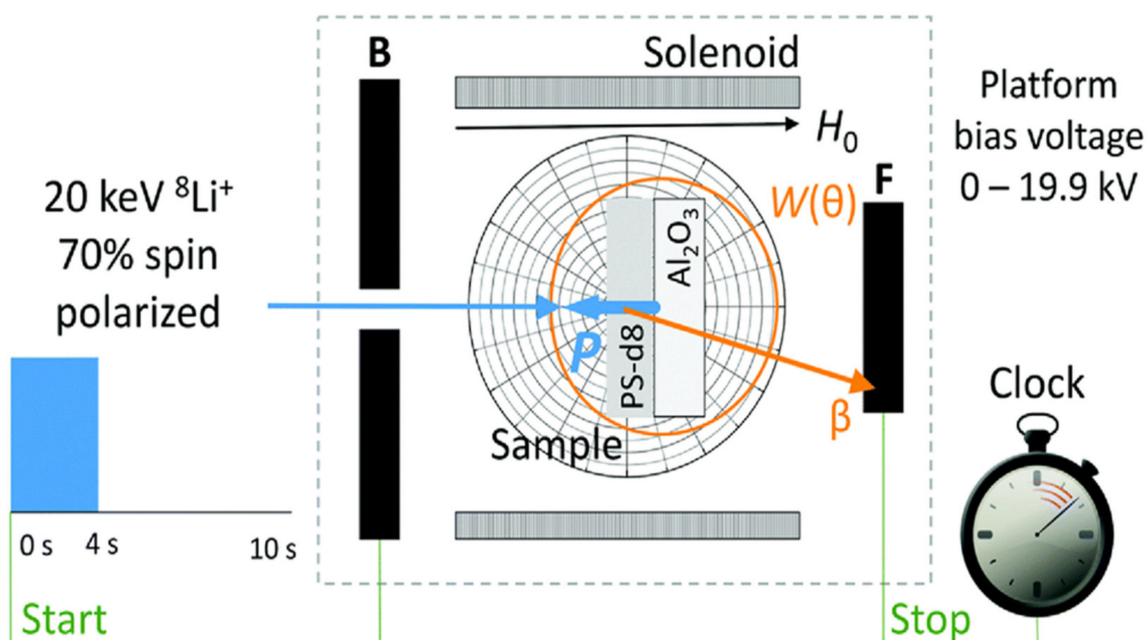 B
Solenoid
H₀
Platform
bias voltage
0 – 19.9 kV
F
W(θ)
20 keV ⁸Li⁺
70% spin
polarized
Al₂O₃
PS-d8
P
β
Sample
Clock
0 s
4 s
10 s
Start
Stop